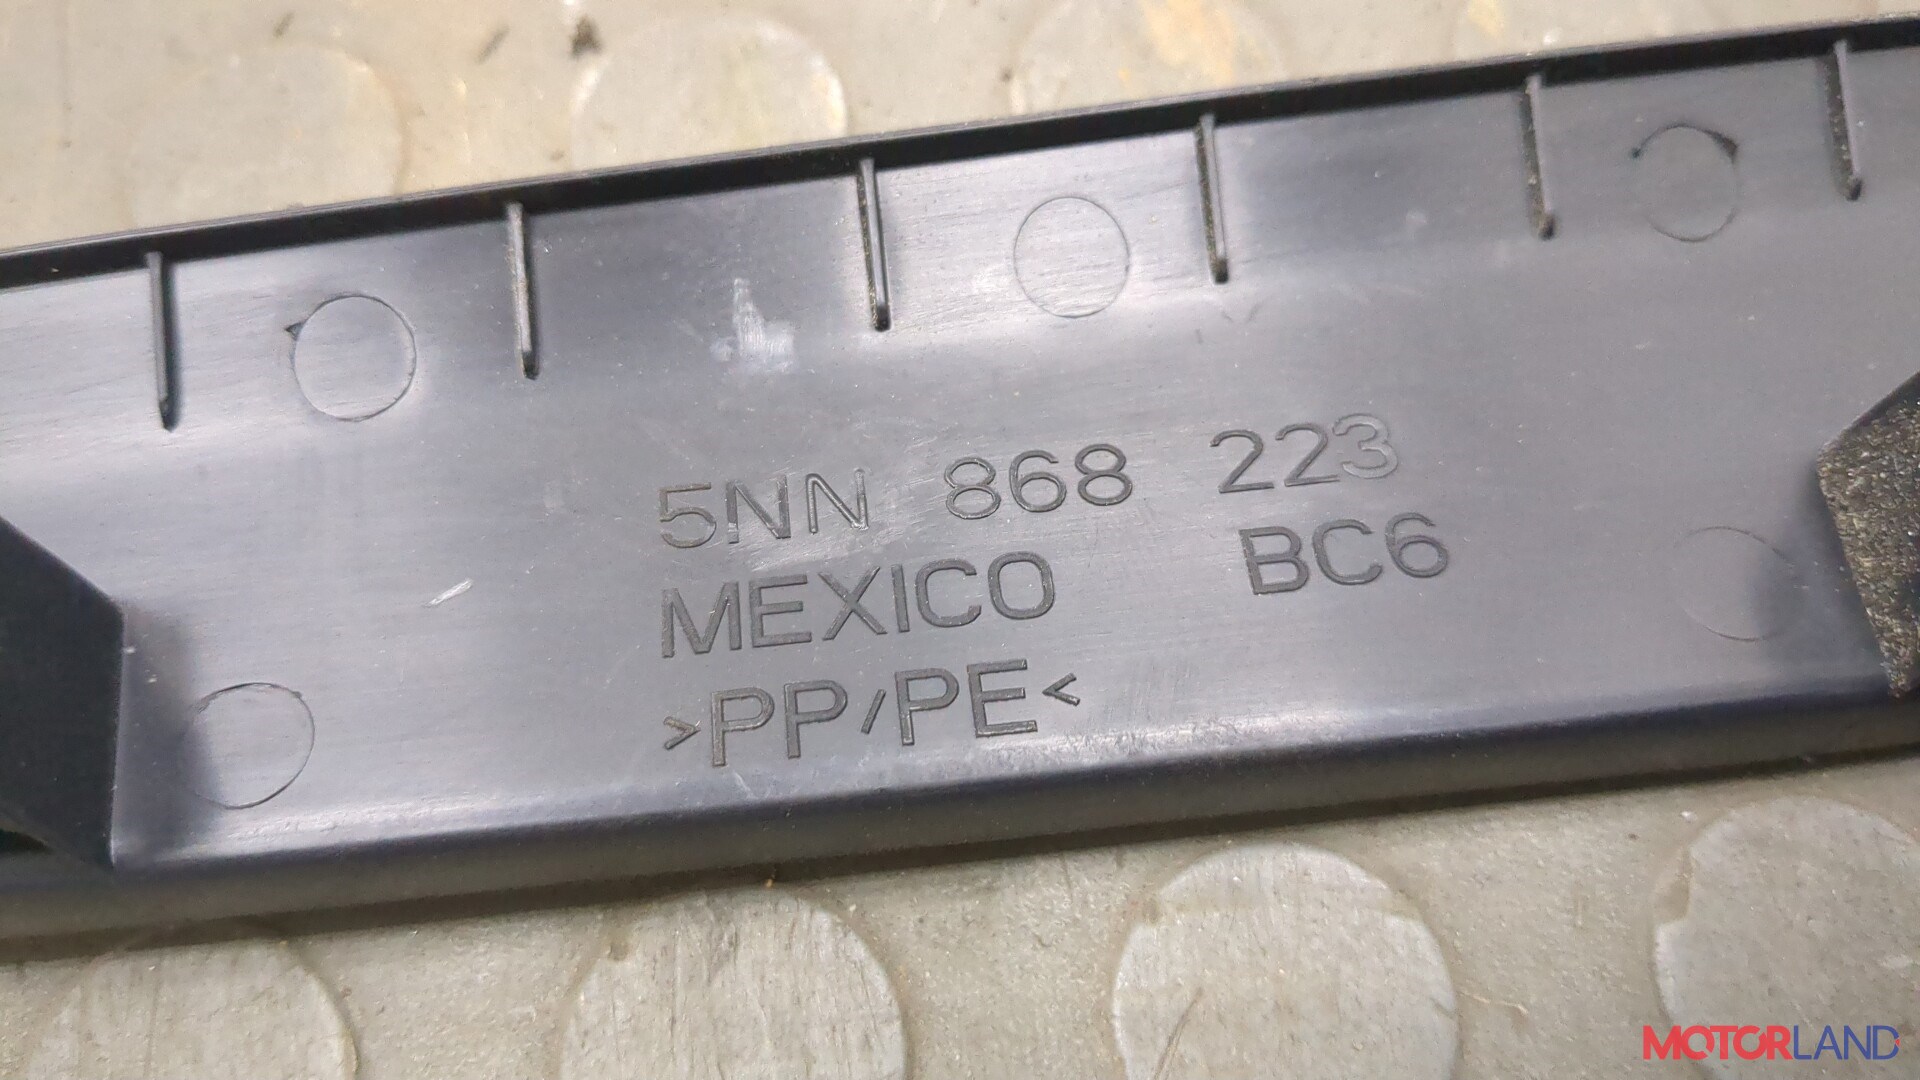 5NN 868 223
MEXICO BC6
>PP/PE<
MOTORLAND